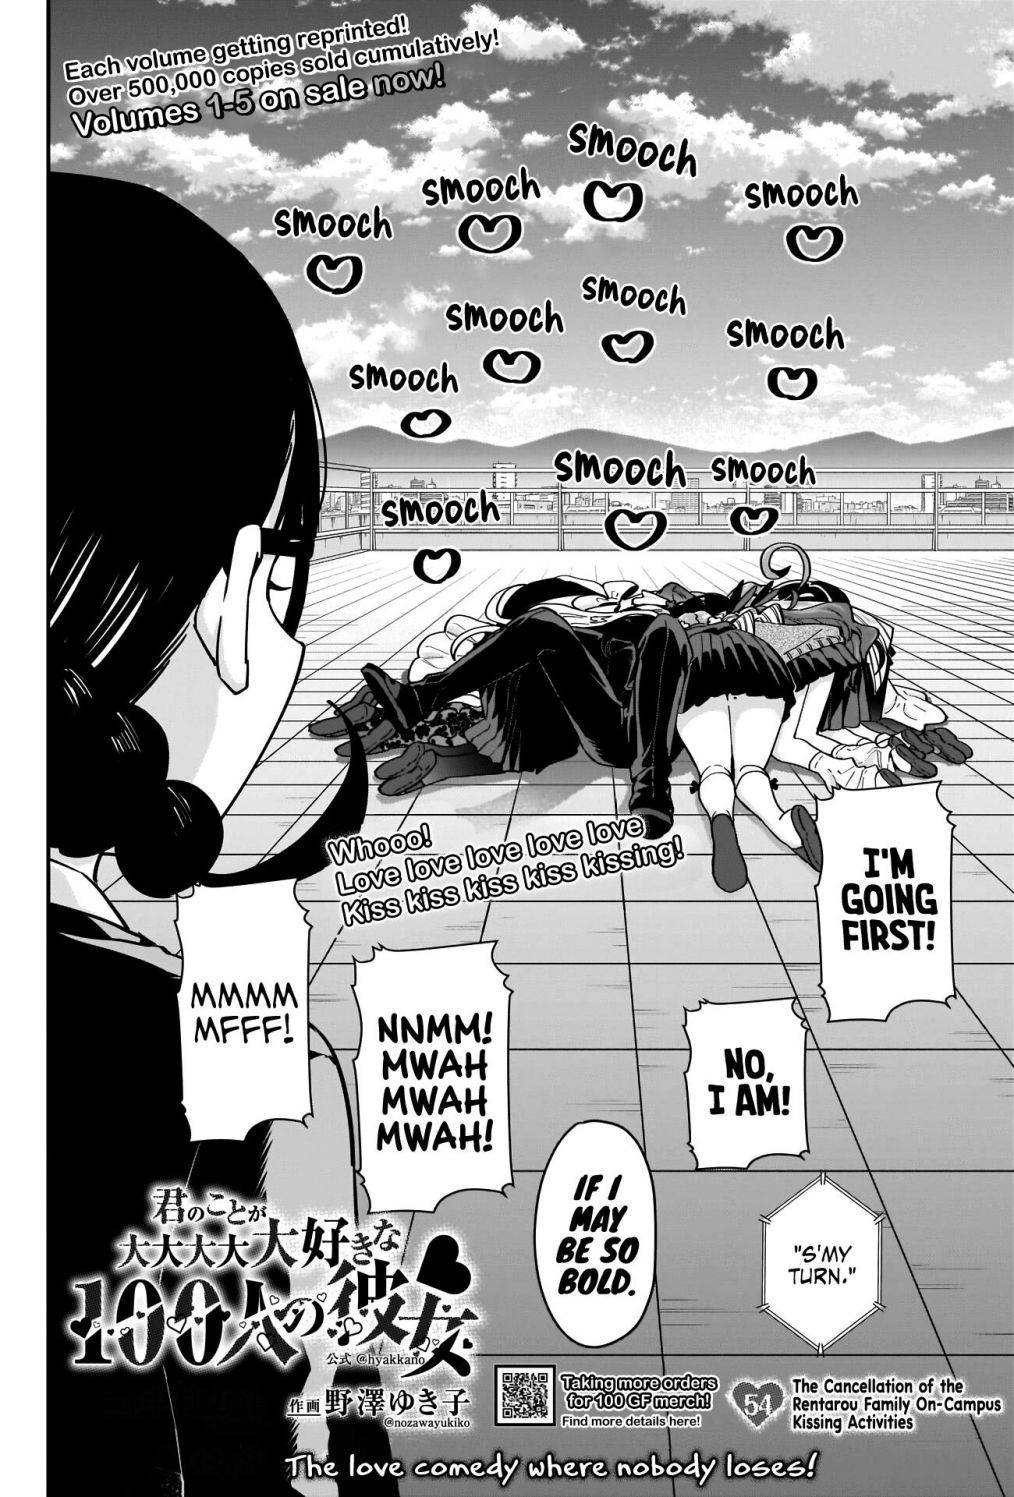 Each volume getting reprinted!
Over 500,000 copies sold cumulatively!
Volumes 1-5 on sale now!
smooch
smooch
smooch
smooch
smooch
smooch
smooch
smooch
smooch
smooch
smooch
Whooo!
Love love love love love
Kiss kiss kiss kiss kissing!
I'M
GOING
FIRST!
NO,
I AM!
NNMM!
MWAH
MWAH
MWAH!
MMMM
MFFF!
"S'MY
TURN."
IF I
MAY
BE SO
BOLD.
君のことが
大大大大大好きな
100人の彼女
公式 @hyakkano
作画 野澤ゆき子
@nozawayukiko
Taking more orders
for 100 GF merch!
Find more details here!
54
The Cancellation of the
Rentarou Family On-Campus
Kissing Activities
The love comedy where nobody loses!